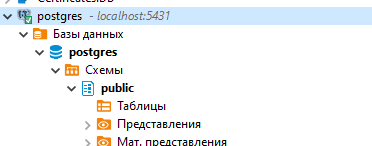 postgres - localhost:5431
Базы данных
postgres
Схемы
public
Таблицы
Представления
Мат. представления